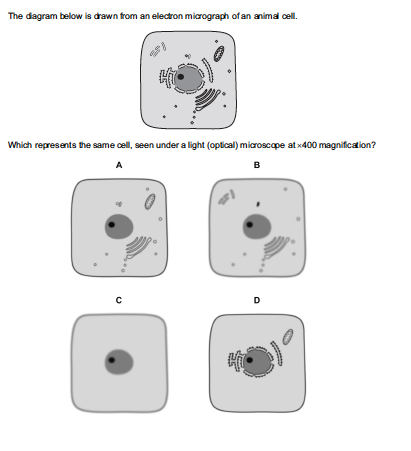 The diagram below is drawn from an electron micrograph of an animal cell.
Which represents the same cell, seen under a light (optical) microscope at ×400 magnification?
A
B
C
D